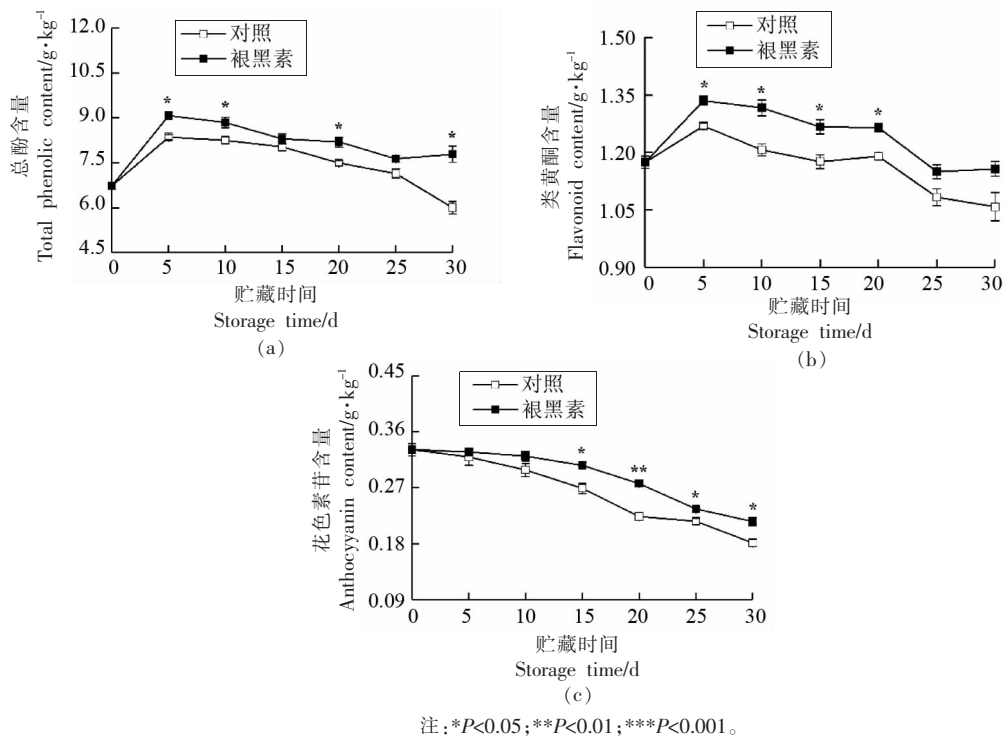 12.0
10.5
9.0
7.5
6.0
4.5
总酚含量
Total phenolic content/g·kg⁻¹
对照
裉黑素
* * * *
0 5 10 15 20 25 30
贮藏时间
Storage time/d
(a)
1.50
1.35
1.20
1.05
0.90
类黄酮含量
Flavonoid content/g·kg⁻¹
对照
裉黑素
* * * *
0 5 10 15 20 25 30
贮藏时间
Storage time/d
(b)
0.45
0.36
0.27
0.18
0.09
花色素苷含量
Anthocyyanin content/g·kg⁻¹
对照
裉黑素
* ** * *
0 5 10 15 20 25 30
贮藏时间
Storage time/d
(c)
注:*P<0.05;**P<0.01;***P<0.001。